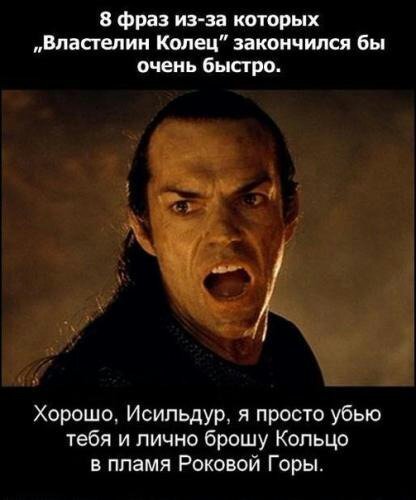 8 фраз из-за которых
„Властелин Колец” закончился бы
очень быстро.
Хорошо, Исильдур, я просто убью
тебя и лично брошу Кольцо
в пламя Роковой Горы.